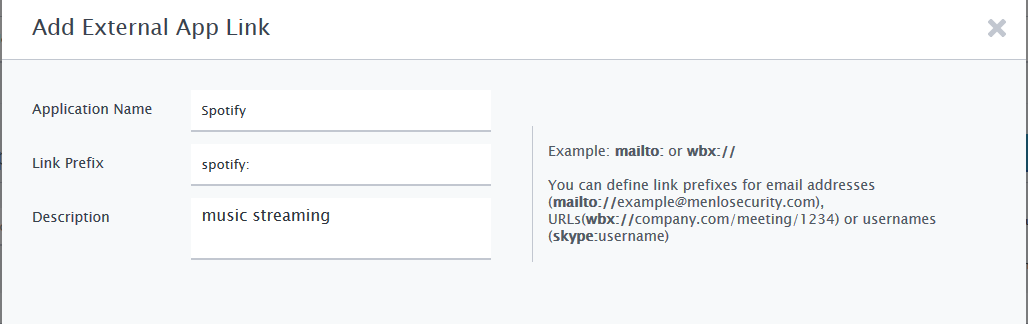 Add External App Link
Application Name
Spotify
Link Prefix
spotify:
Description
music streaming
Example: mailto: or wbx://
You can define link prefixes for email addresses
(mailto://example@menlosecurity.com),
URLs(wbx://company.com/meeting/1234) or usernames
(skype:username)